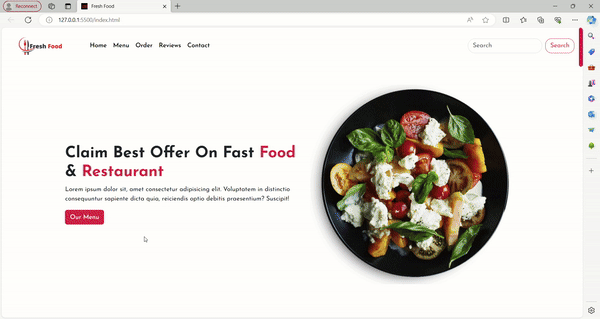 Reconnect
Fresh Food
127.0.0.1:5500/index.html
Fresh Food
Home Menu Order Reviews Contact
Search
Search
Claim Best Offer On Fast Food
& Restaurant
Lorem ipsum dolor sit, amet consectetur adipisicing elit. Voluptatem in distinctio
consequuntur sapiente dicta quia, reiciendis optio debitis praesentium? Suscipit!
Our Menu